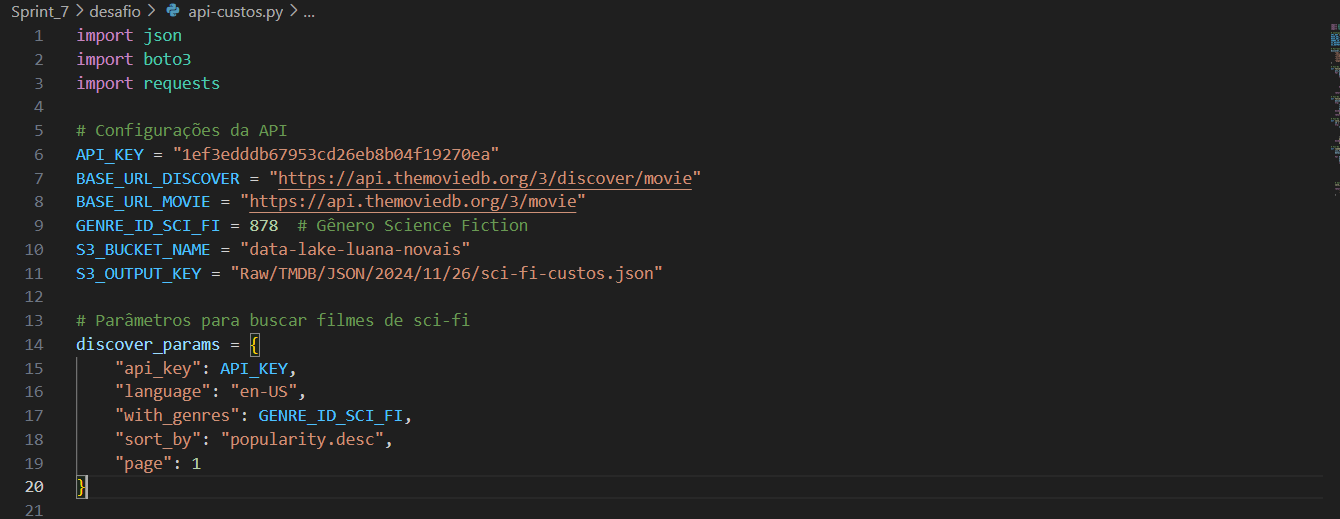 Sprint_7 > desafio > api-custos.py > ...
1 import json
2 import boto3
3 import requests
4
5 # Configurações da API
6 API_KEY = "1ef3edddb67953cd26eb8b04f19270ea"
7 BASE_URL_DISCOVER = "https://api.themoviedb.org/3/discover/movie"
8 BASE_URL_MOVIE = "https://api.themoviedb.org/3/movie"
9 GENRE_ID_SCI_FI = 878  # Gênero Science Fiction
10 S3_BUCKET_NAME = "data-lake-luana-novais"
11 S3_OUTPUT_KEY = "Raw/TMDB/JSON/2024/11/26/sci-fi-custos.json"
12
13 # Parâmetros para buscar filmes de sci-fi
14 discover_params = {
15     "api_key": API_KEY,
16     "language": "en-US",
17     "with_genres": GENRE_ID_SCI_FI,
18     "sort_by": "popularity.desc",
19     "page": 1
20 }
21